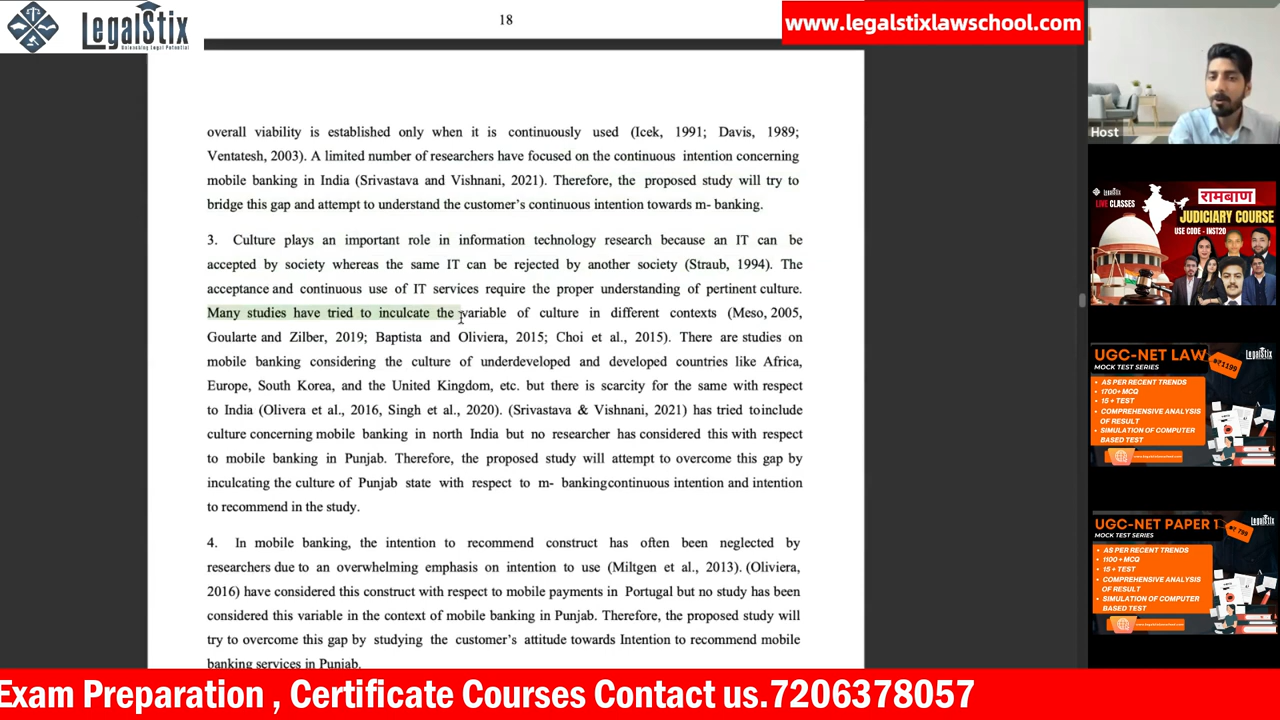 LegalStix
Unleashing Legal Potential
18
www.legalstixlawschool.com
overall viability is established only when it is continuously used (Icek, 1991; Davis, 1989;
Ventatesh, 2003). A limited number of researchers have focused on the continuous intention concerning
mobile banking in India (Srivastava and Vishnani, 2021). Therefore, the proposed study will try to
bridge this gap and attempt to understand the customer's continuous intention towards m- banking.
3. Culture plays an important role in information technology research because an IT can be
accepted by society whereas the same IT can be rejected by another society (Straub, 1994). The
acceptance and continuous use of IT services require the proper understanding of pertinent culture.
Many studies have tried to inculcate the variable of culture in different contexts (Meso, 2005,
Goularte and Zilber, 2019; Baptista and Oliviera, 2015; Choi et al., 2015). There are studies on
mobile banking considering the culture of underdeveloped and developed countries like Africa,
Europe, South Korea, and the United Kingdom, etc. but there is scarcity for the same with respect
to India (Olivera et al., 2016, Singh et al., 2020). (Srivastava & Vishnani, 2021) has tried toinclude
culture concerning mobile banking in north India but no researcher has considered this with respect
to mobile banking in Punjab. Therefore, the proposed study will attempt to overcome this gap by
inculcating the culture of Punjab state with respect to m- bankingcontinuous intention and intention
to recommend in the study.
4. In mobile banking, the intention to recommend construct has often been neglected by
researchers due to an overwhelming emphasis on intention to use (Miltgen et al., 2013). (Oliviera,
2016) have considered this construct with respect to mobile payments in Portugal but no study has been
considered this variable in the context of mobile banking in Punjab. Therefore, the proposed study will
try to overcome this gap by studying the customer's attitude towards Intention to recommend mobile
banking services in Punjab.
Host
LegalStix
LIVE CLASSES
रामबाण
JUDICIARY COURSE
USE CODE - INST20
UGC-NET LAW
MOCK TEST SERIES
₹1199
LegalStix
AS PER RECENT TRENDS
1700+ MCQ
15 + TEST
COMPREHENSIVE ANALYSIS
OF RESULT
SIMULATION OF COMPUTER
BASED TEST
www.legalstixlawschool.com
UGC-NET PAPER 1
MOCK TEST SERIES
₹ 799
LegalStix
AS PER RECENT TRENDS
1100+ MCQ
15 + TEST
COMPREHENSIVE ANALYSIS
OF RESULT
SIMULATION OF COMPUTER
BASED TEST
www.legalstixlawschool.com
Exam Preparation , Certificate Courses Contact us.7206378057